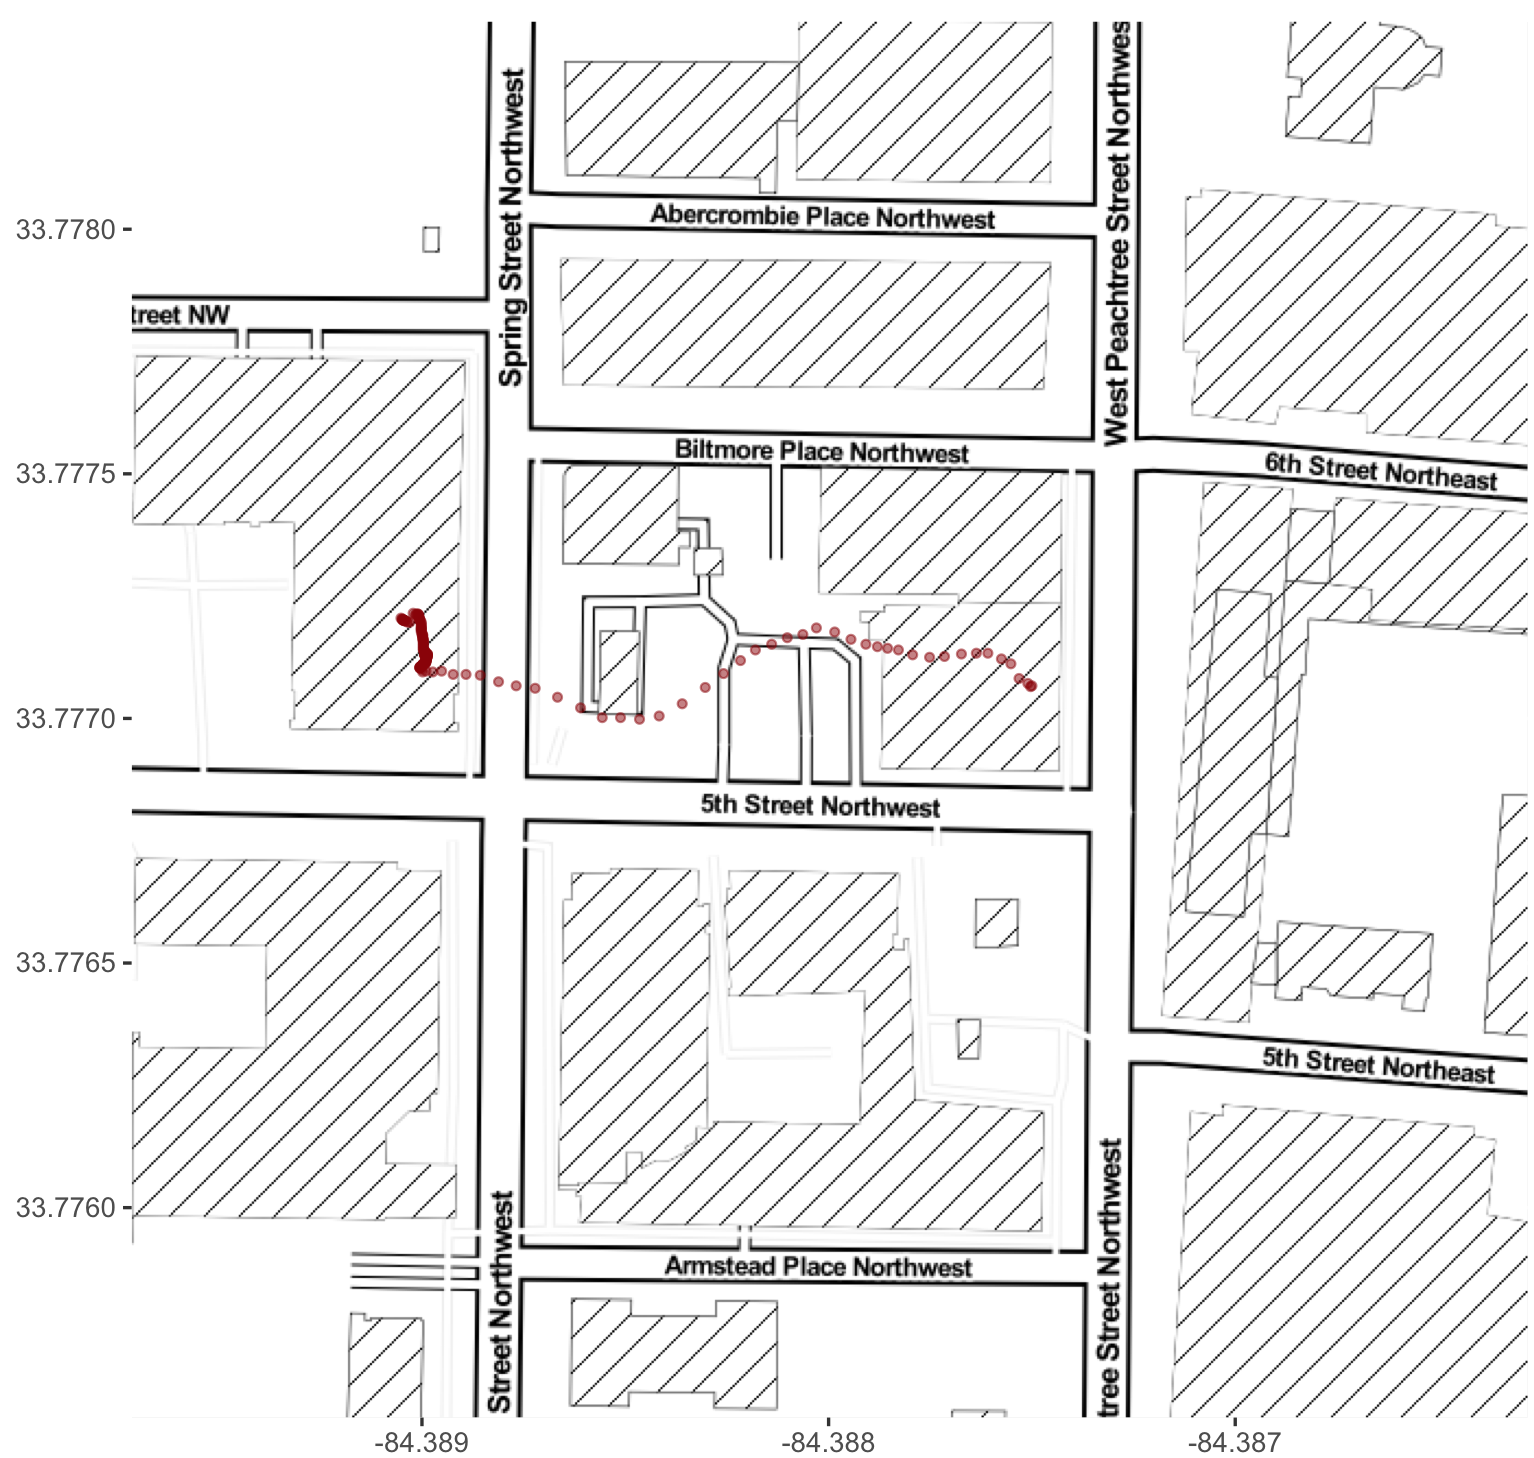 Spring Street Northwest
West Peachtree Street Northwes
Abercrombie Place Northwest
33.7780
treet NW
Biltmore Place Northwest
6th Street Northeast
33.7775
33.7770
5th Street Northwest
33.7765
5th Street Northeast
33.7760
Street Northwest
tree Street Northwest
Armstead Place Northwest
-84.389
-84.388
-84.387